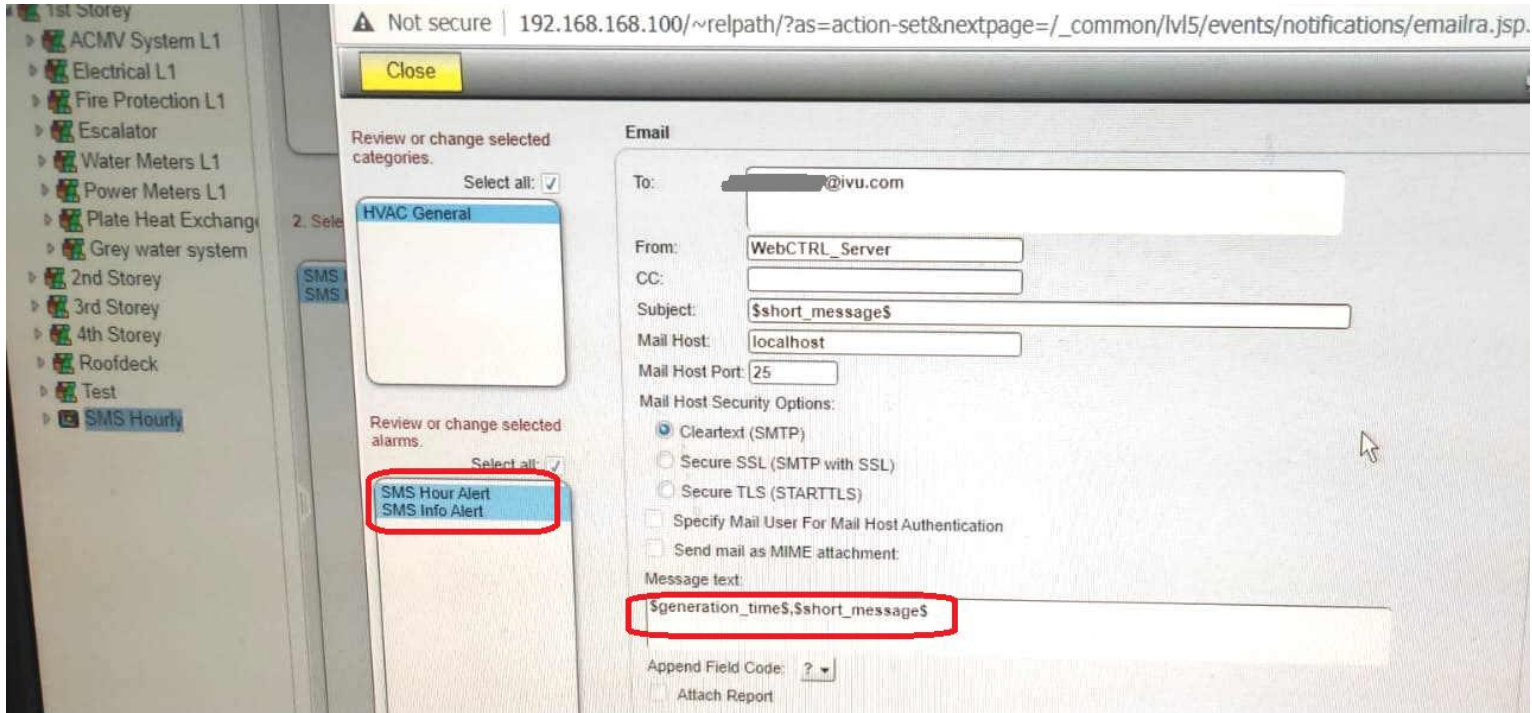 1st Storey
ACMV System L1
Electrical L1
Fire Protection L1
Escalator
Water Meters L1
Power Meters L1
Plate Heat Exchang
Grey water system
2nd Storey
3rd Storey
4th Storey
Roofdeck
Test
SMS Hourly
2. Sele
SMS
SMS
Not secure | 192.168.168.100/~relpath/?as=action-set&nextpage=/_common/lvl5/events/notifications/emailra.jsp.
Close
Review or change selected
categories.
Select all:
HVAC General
Review or change selected
alarms.
Select all:
SMS Hour Alert
SMS Info Alert
Email
To: @ivu.com
From: WebCTRL_Server
CC:
Subject: $short_message$
Mail Host: localhost
Mail Host Port: 25
Mail Host Security Options:
Cleartext (SMTP)
Secure SSL (SMTP with SSL)
Secure TLS (STARTTLS)
Specify Mail User For Mail Host Authentication
Send mail as MIME attachment:
Message text:
$generation_time$,$short_message$
Append Field Code: ?
Attach Report